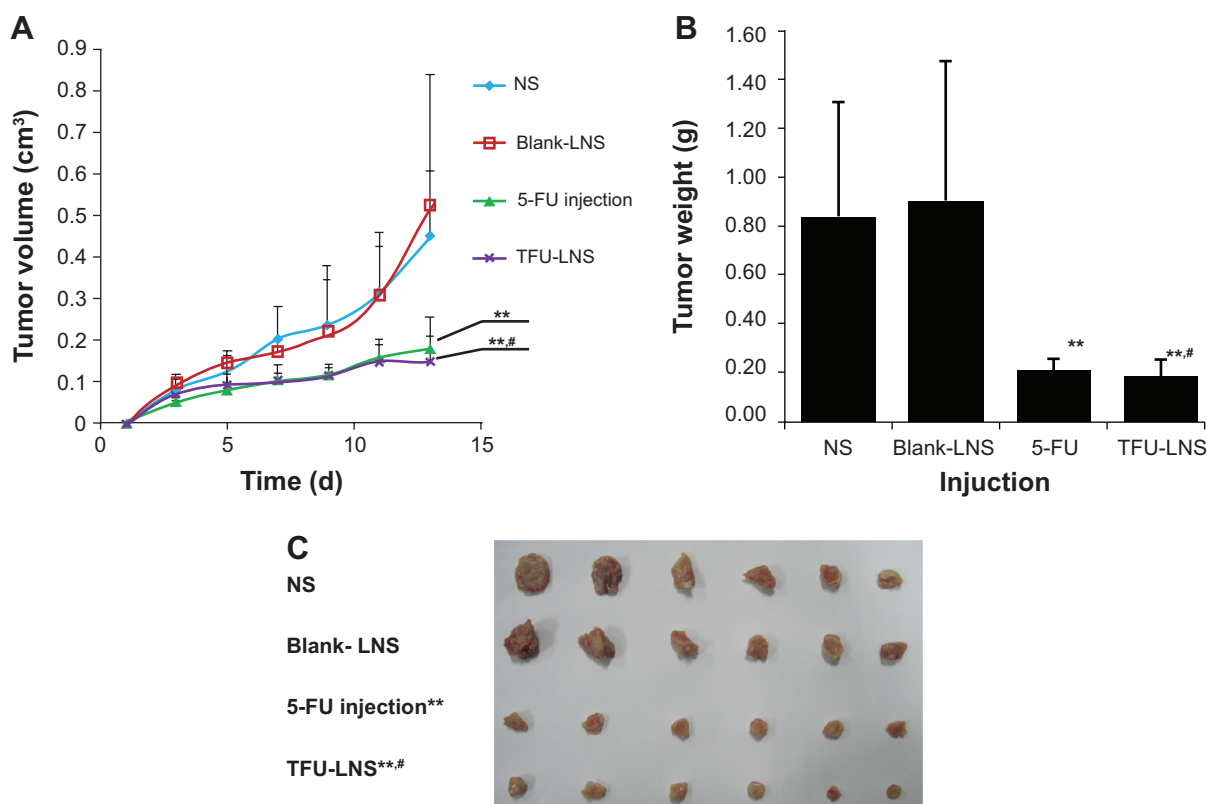 A
Tumor volume (cm³)
0.9
0.8
0.7
0.6
0.5
0.4
0.3
0.2
0.1
0
0 5 10 15
Time (d)
NS
Blank-LNS
5-FU injection
TFU-LNS
**
**,#
B
Tumor weight (g)
1.60
1.40
1.20
1.00
0.80
0.60
0.40
0.20
0.00
**
**,#
NS Blank-LNS 5-FU TFU-LNS
Injuction
C
NS
Blank- LNS
5-FU injection**
TFU-LNS**,#